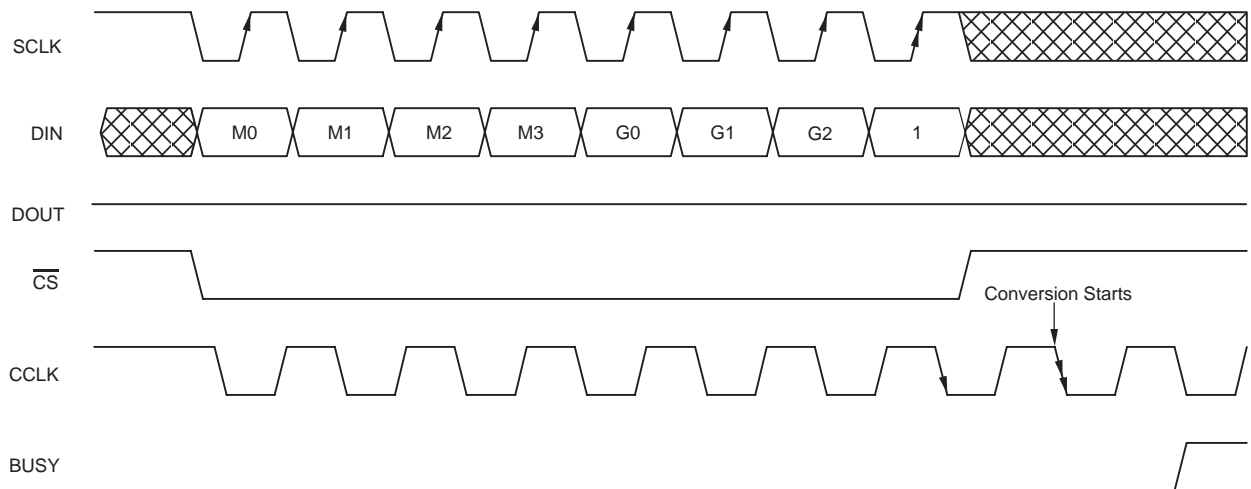 SCLK
DIN
M0 M1 M2 M3 G0 G1 G2 1
DOUT
CS
Conversion Starts
CCLK
BUSY